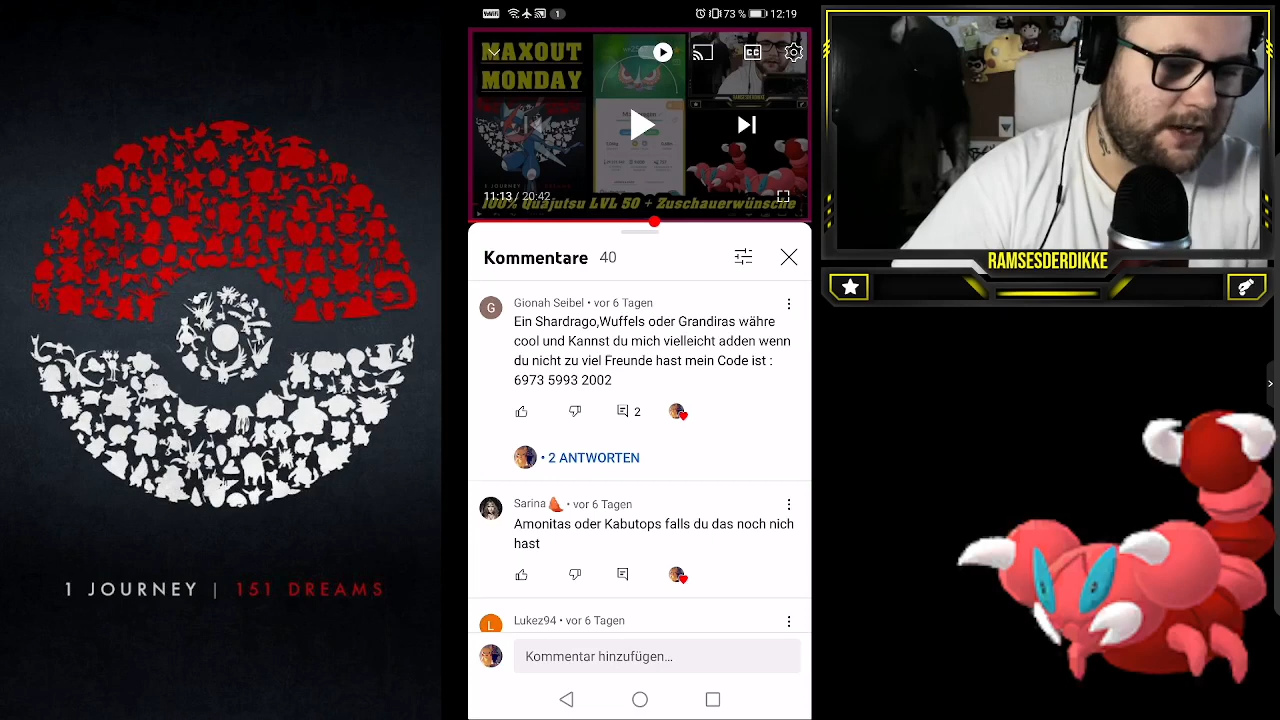 1 JOURNEY | 151 DREAMS
1 73 % 12:19
MAXOUT
MONDAY
CC
11:13 / 20:42
100% Quajutsu LVL 50 + Zuschauerwünsche
Kommentare 40
G
Gionah Seibel • vor 6 Tagen
Ein Shardrago,Wuffels oder Grandiras währe
cool und Kannst du mich vielleicht adden wenn
du nicht zu viel Freunde hast mein Code ist :
6973 5993 2002
2
• 2 ANTWORTEN
Sarina • vor 6 Tagen
Amonitas oder Kabutops falls du das noch nich
hast
L
Lukez94 • vor 6 Tagen
Kommentar hinzufügen...
RAMSESDERDIKKE